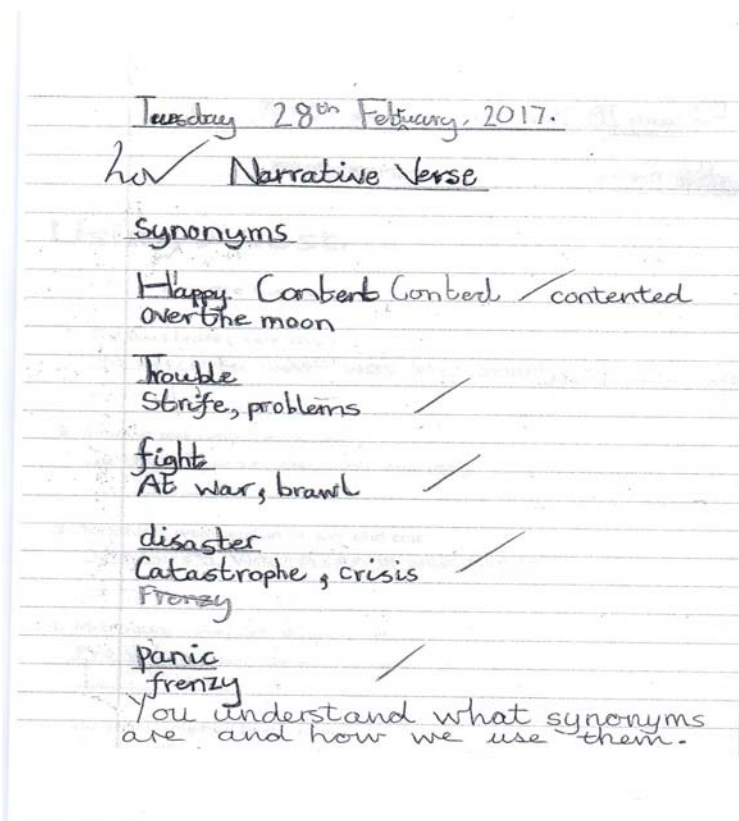 Tuesday 28th February, 2017.
Narrative Verse
Synonyms
Happy Content Content / contented
over the moon
Trouble
Strife, problems
fight
At war, brawl
disaster
Catastrophe, crisis
Frenzy
panic
frenzy
You understand what synonyms
are and how we use them.